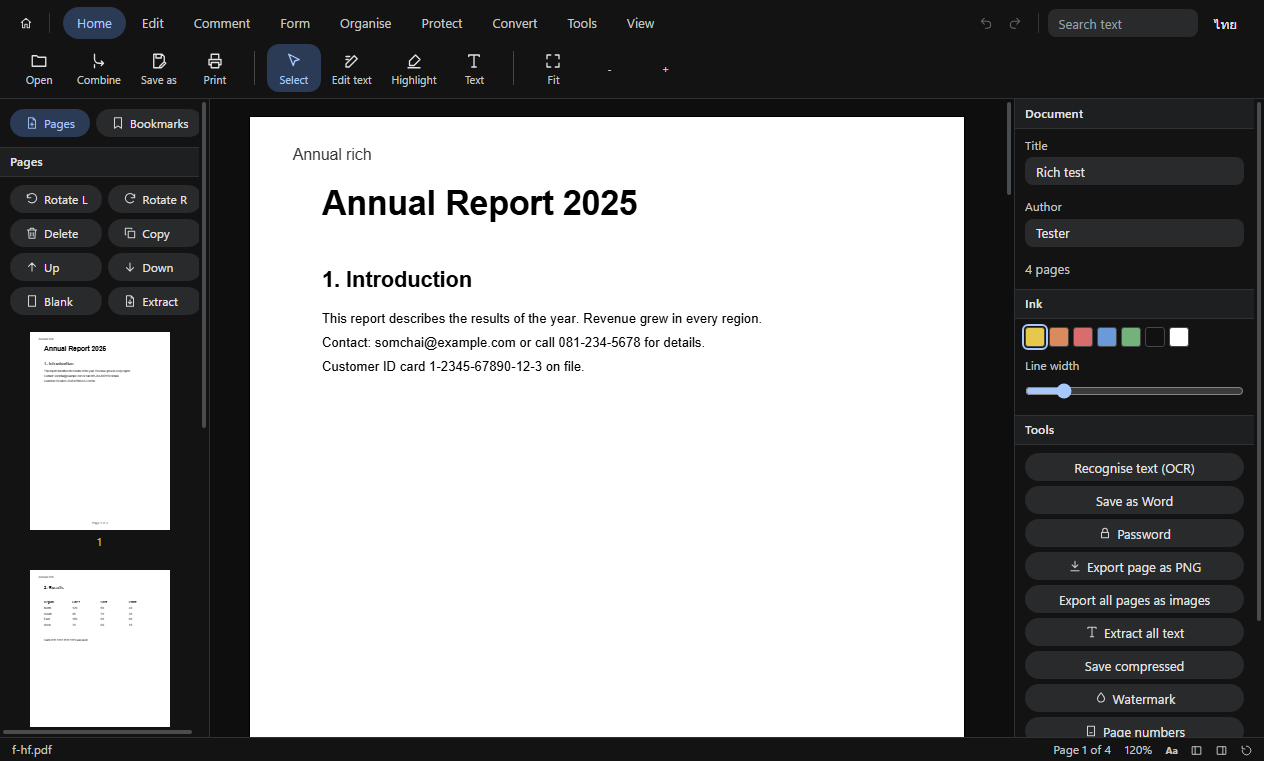 Home Edit Comment Form Organise Protect Convert Tools View Search text ไทย
Open Combine Save as Print Select Edit text Highlight Text Fit - +
Pages Bookmarks
Pages
Rotate L Rotate R
Delete Copy
Up Down
Blank Extract
Annual Report 2025
1. Introduction
1
2. Results
Annual rich
Annual Report 2025
1. Introduction
This report describes the results of the year. Revenue grew in every region.
Contact: somchai@example.com or call 081-234-5678 for details.
Customer ID card 1-2345-67890-12-3 on file.
Document
Title
Rich test
Author
Tester
4 pages
Ink
Line width
Tools
Recognise text (OCR)
Save as Word
Password
Export page as PNG
Export all pages as images
Extract all text
Save compressed
Watermark
Page numbers
f-hf.pdf Page 1 of 4 120% Aa